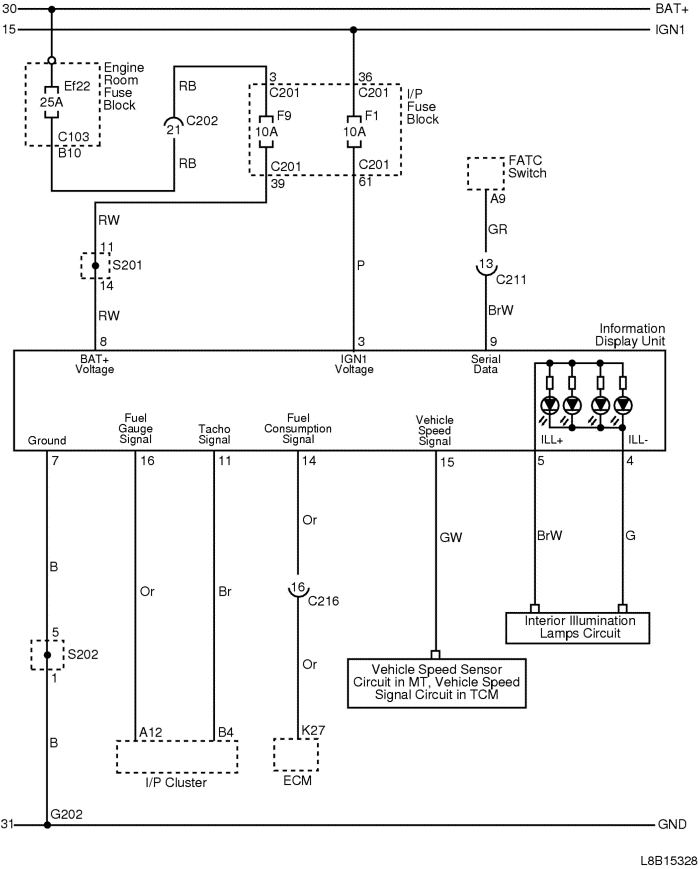 30
BAT+
15
IGN1
Engine
Room
Fuse
Block
Ef22
25A
C103
B10
RB
21
C202
RB
3
C201
F9
10A
C201
39
36
C201
F1
10A
C201
61
I/P
Fuse
Block
FATC
Switch
A9
GR
13
C211
BrW
RW
11
S201
14
RW
P
8
3
9
Information
Display Unit
BAT+
Voltage
IGN1
Voltage
Serial
Data
Ground
Fuel
Gauge
Signal
Tacho
Signal
Fuel
Consumption
Signal
Vehicle
Speed
Signal
ILL+
ILL-
7
16
11
14
15
5
4
B
Or
Br
Or
GW
BrW
G
16
C216
Or
5
S202
1
B
Interior Illumination
Lamps Circuit
Vehicle Speed Sensor
Circuit in MT, Vehicle Speed
Signal Circuit in TCM
A12
B4
I/P Cluster
K27
ECM
G202
31
GND
L8B15328